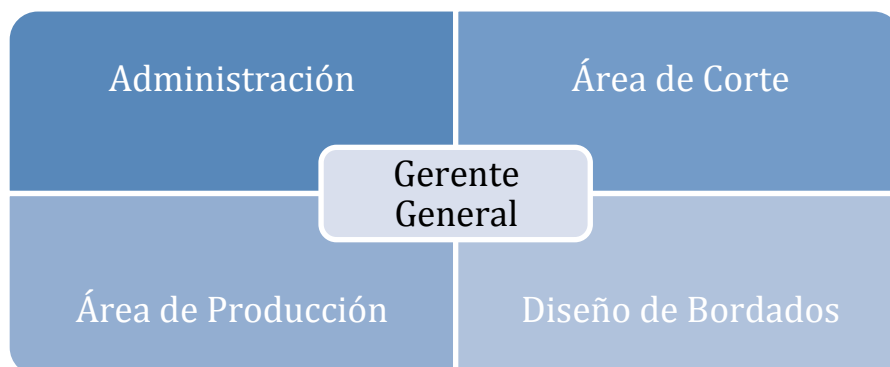 Administración
Área de Corte
Gerente
General
Área de Producción
Diseño de Bordados